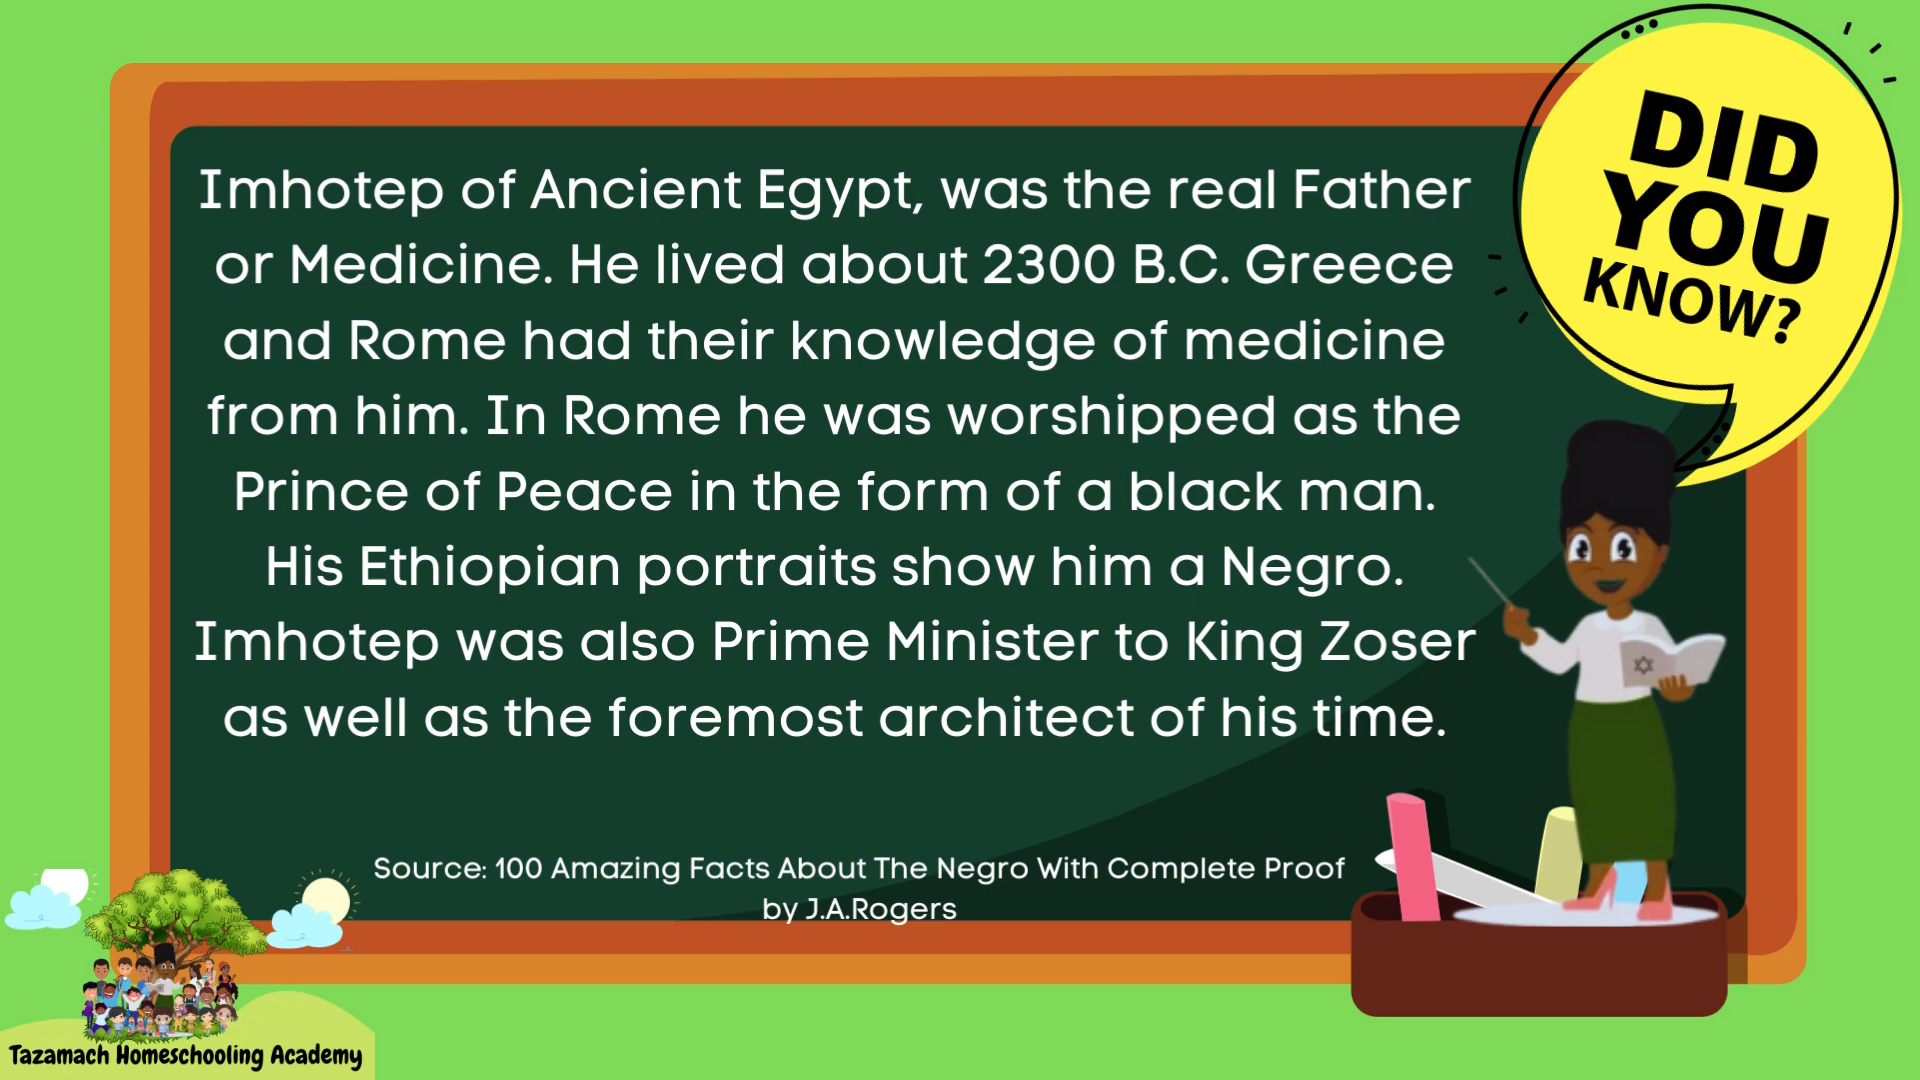 DID
YOU
KNOW?
Imhotep of Ancient Egypt, was the real Father
or Medicine. He lived about 2300 B.C. Greece
and Rome had their knowledge of medicine
from him. In Rome he was worshipped as the
Prince of Peace in the form of a black man.
His Ethiopian portraits show him a Negro.
Imhotep was also Prime Minister to King Zoser
as well as the foremost architect of his time.
Source: 100 Amazing Facts About The Negro With Complete Proof
by J.A.Rogers
Tazamach Homeschooling Academy